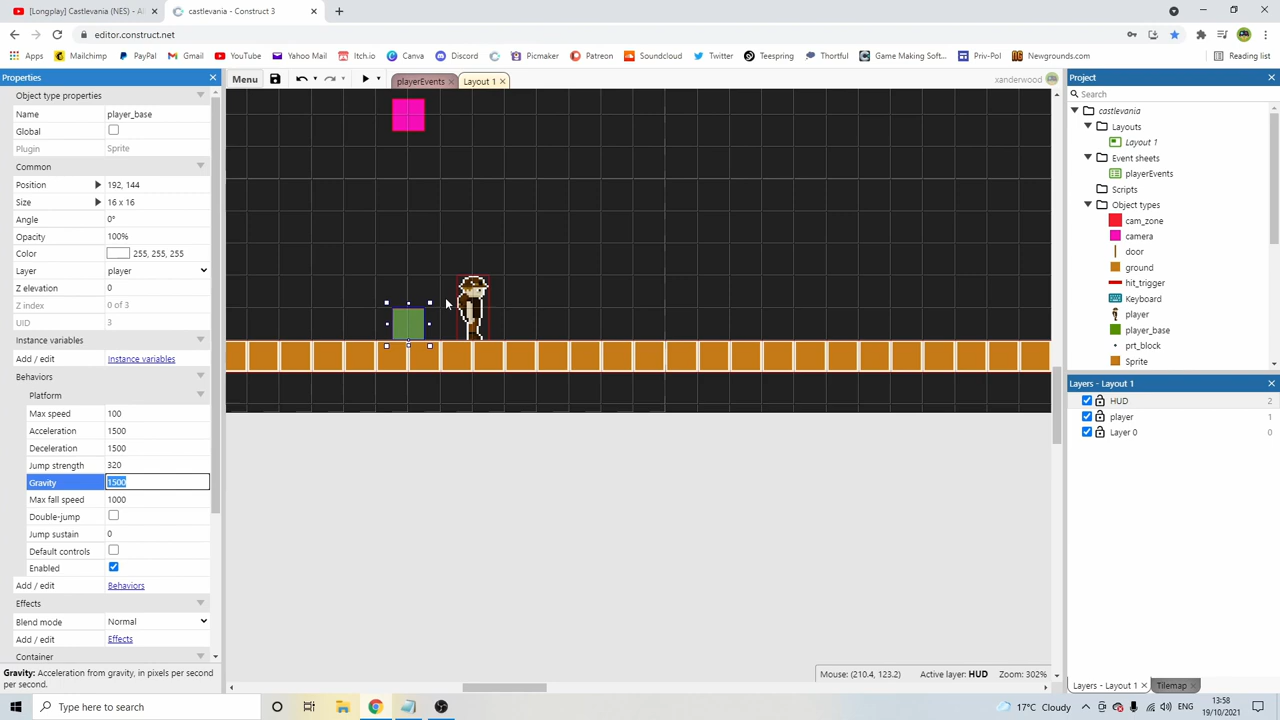 [Longplay] Castlevania (NES) - A
castlevania - Construct 3
editor.construct.net
Apps
Mailchimp
PayPal
Gmail
YouTube
Yahoo Mail
Itch.io
Canva
Discord
Picmaker
Patreon
Soundcloud
Twitter
Teespring
Thortful
Game Making Soft...
Priv-Pol
Newgrounds.com
Reading list
Properties
Menu
playerEvents
Layout 1
xanderwood
Project
Object type properties
Search
Name player_base
castlevania
Global
Layouts
Plugin Sprite
Layout 1
Common
Event sheets
Position 192, 144
playerEvents
Size 16 x 16
Scripts
Angle 0°
Object types
Opacity 100%
cam_zone
Color 255, 255, 255
camera
Layer player
door
Z elevation 0
ground
Z index 0 of 3
hit_trigger
UID 3
Keyboard
Instance variables
player
Add / edit Instance variables
player_base
Behaviors
prt_block
Platform
Sprite
Max speed 100
Layers - Layout 1
Acceleration 1500
HUD 2
Deceleration 1500
player 1
Jump strength 320
Layer 0 0
Gravity 1500
Max fall speed 1000
Double-jump
Jump sustain 0
Default controls
Enabled
Add / edit Behaviors
Effects
Blend mode Normal
Add / edit Effects
Container
Gravity: Acceleration from gravity, in pixels per second
per second.
Mouse: (210.4, 123.2) Active layer: HUD Zoom: 302%
Layers - Layout 1
Tilemap
Type here to search
17°C Cloudy
ENG
13:58
19/10/2021